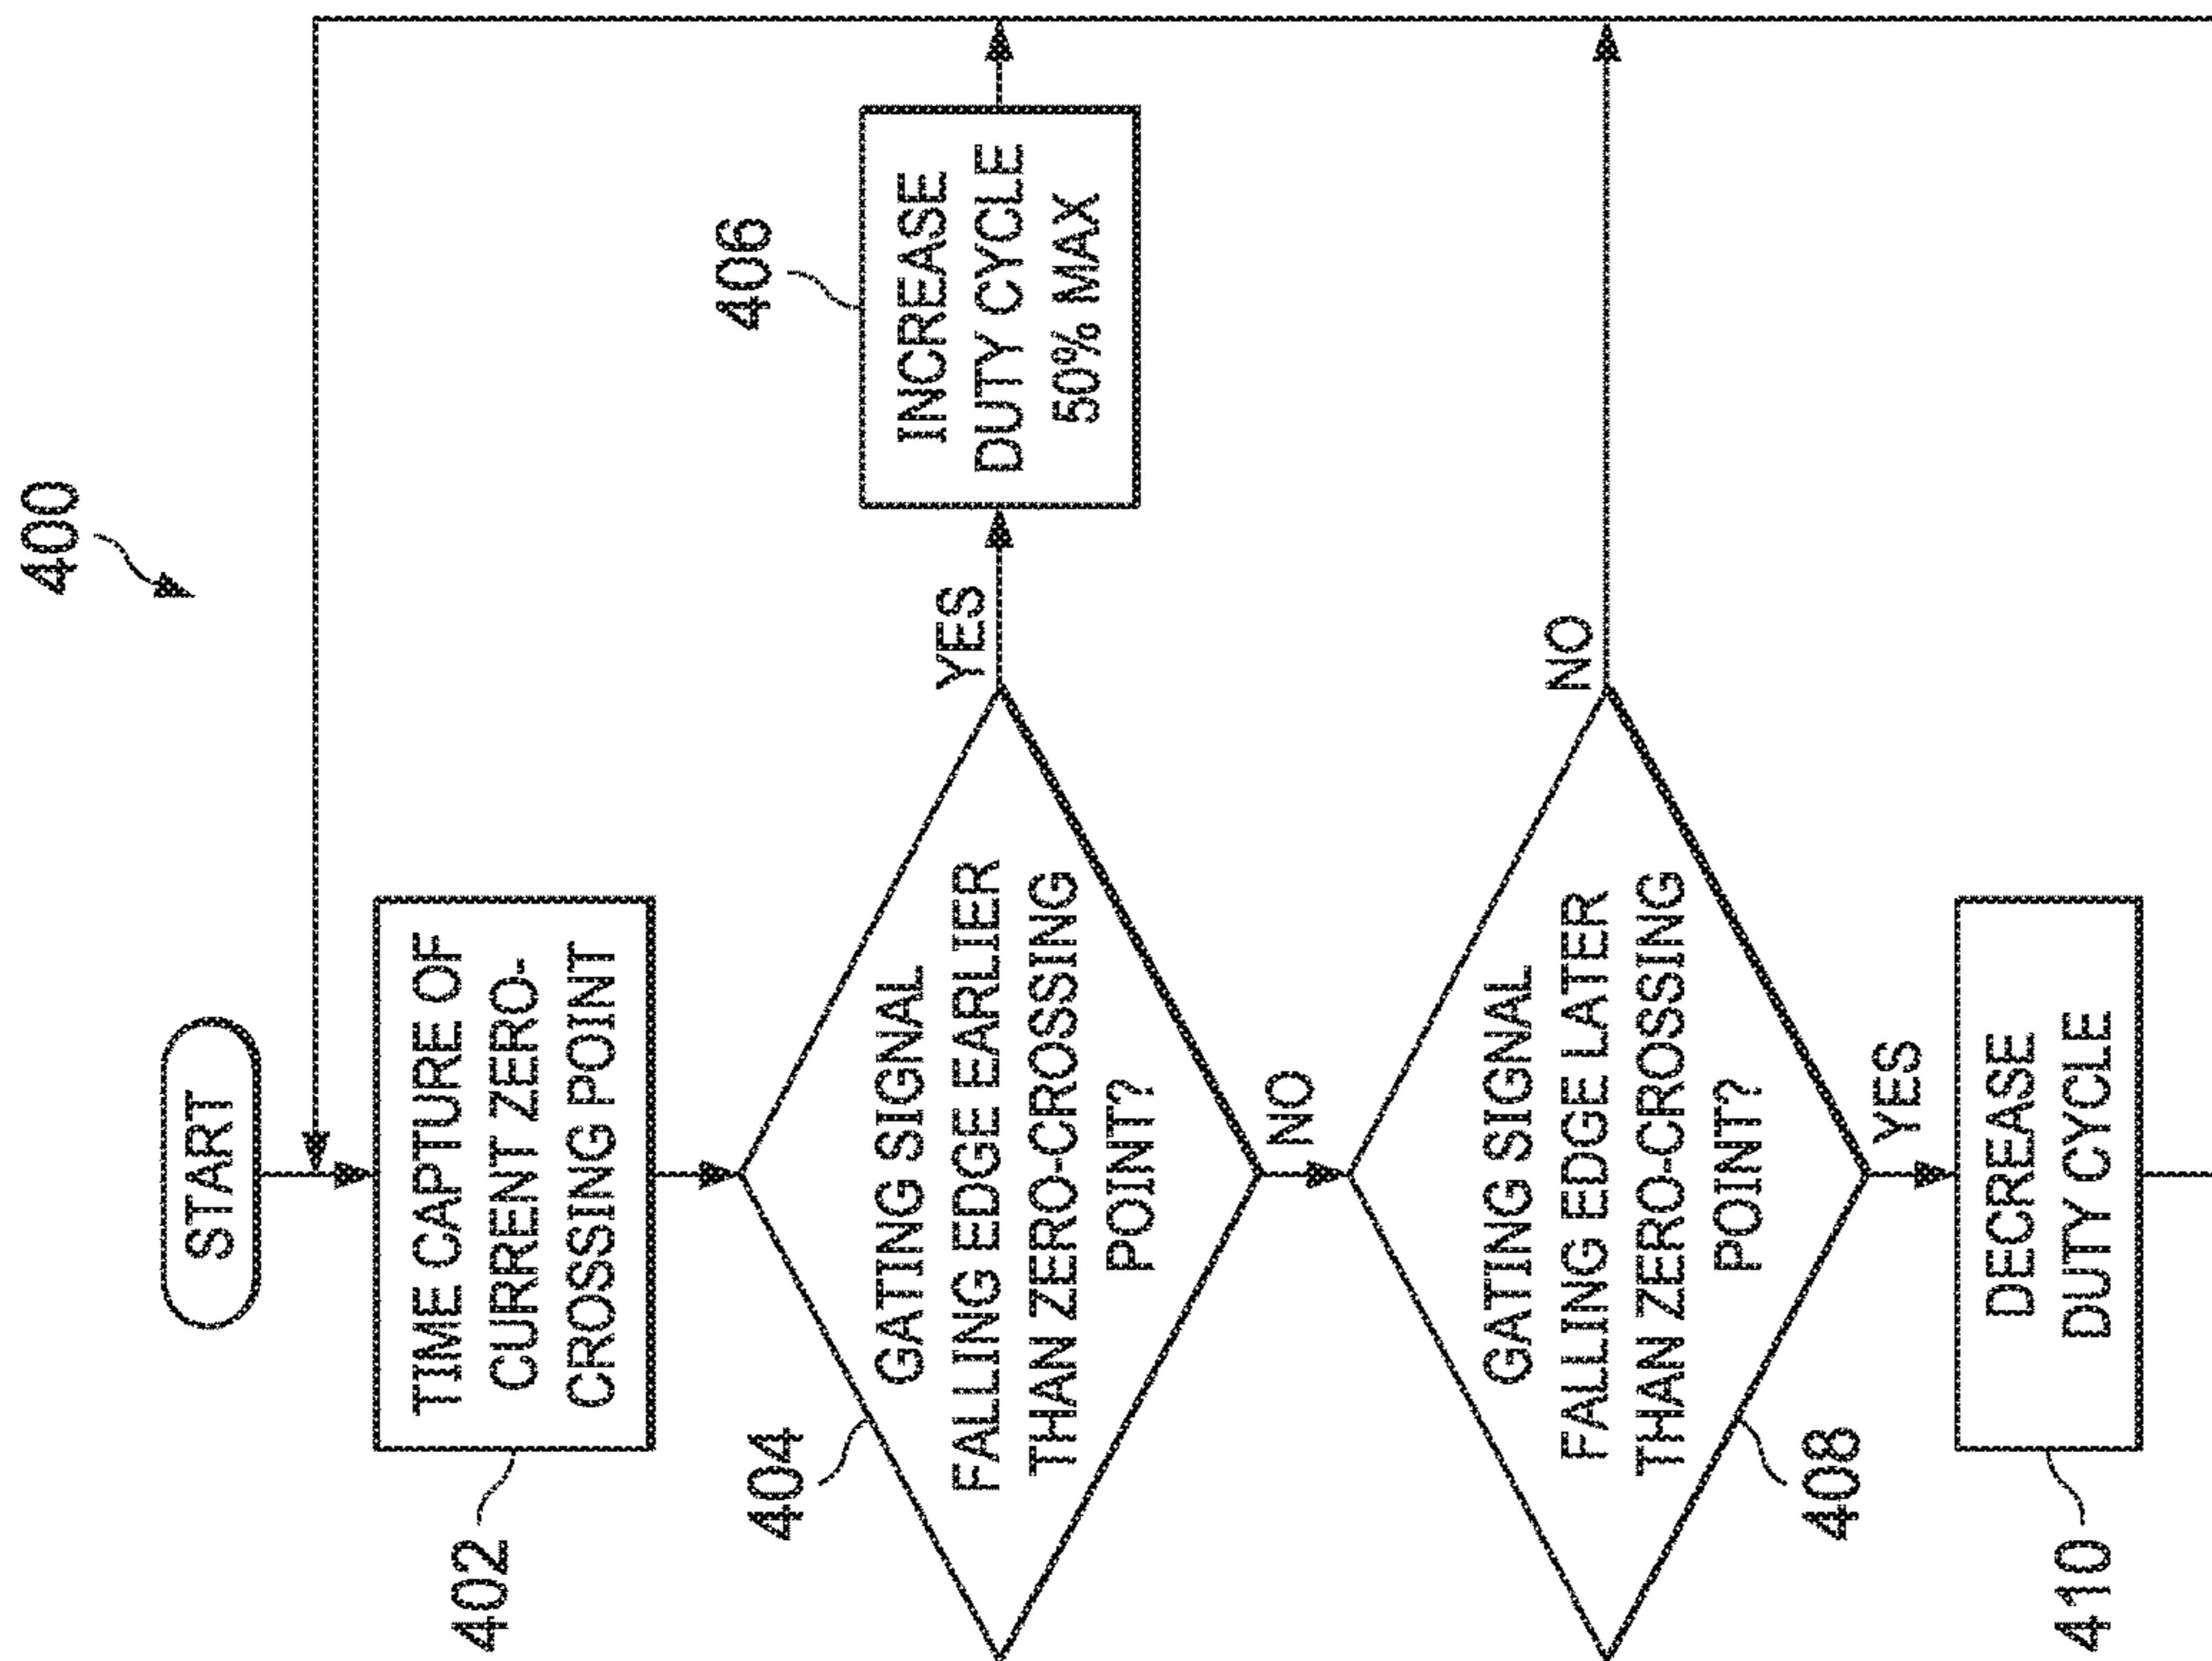 400
START
402
TIME CAPTURE OF
CURRENT ZERO-
CROSSING POINT
404
GATING SIGNAL
FALLING EDGE EARLIER
THAN ZERO-CROSSING
POINT?
YES
406
INCREASE
DUTY CYCLE
50% MAX
NO
408
GATING SIGNAL
FALLING EDGE LATER
THAN ZERO-CROSSING
POINT?
NO
YES
410
DECREASE
DUTY CYCLE